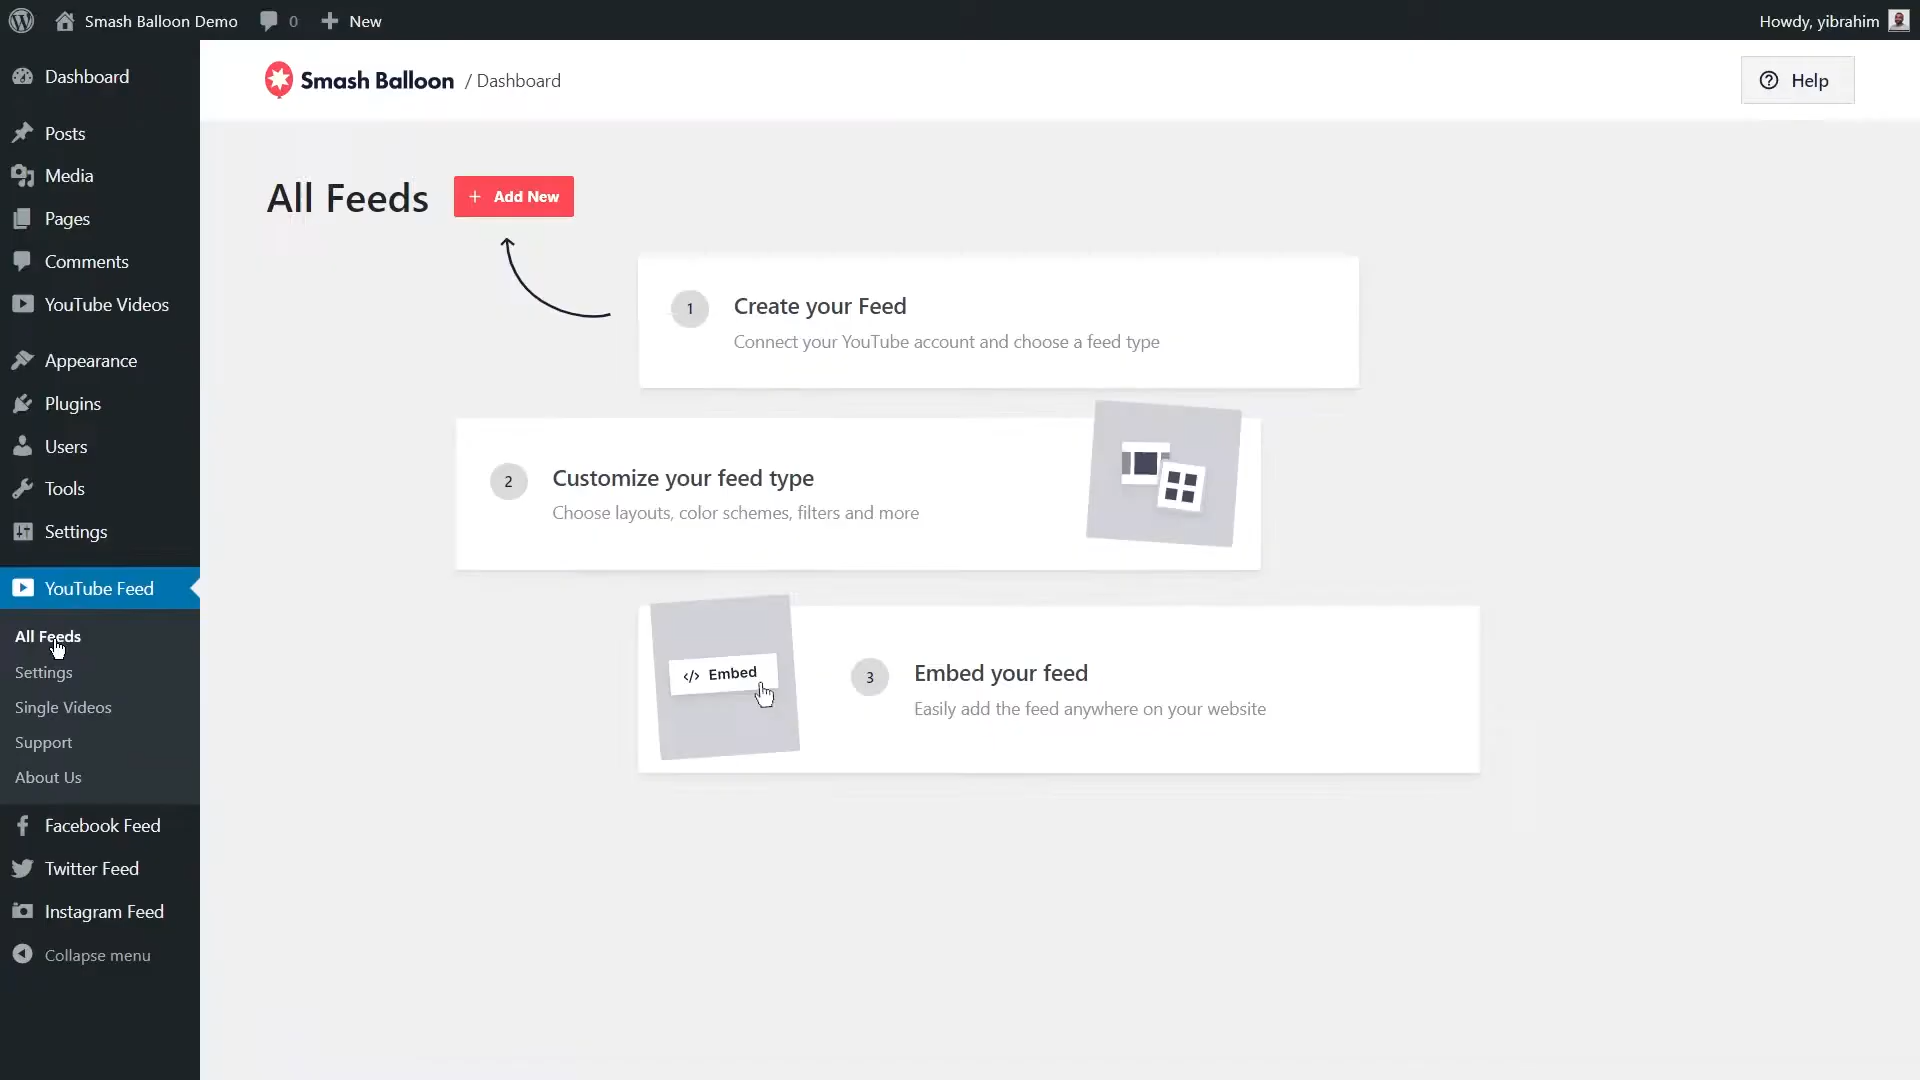 Smash Balloon Demo
0
New
Howdy, yibrahim
Dashboard
Posts
Media
Pages
Comments
YouTube Videos
Appearance
Plugins
Users
Tools
Settings
YouTube Feed
All Feeds
Settings
Single Videos
Support
About Us
Facebook Feed
Twitter Feed
Instagram Feed
Collapse menu
Smash Balloon / Dashboard
Help
All Feeds
+ Add New
1
Create your Feed
Connect your YouTube account and choose a feed type
2
Customize your feed type
Choose layouts, color schemes, filters and more
</> Embed
3
Embed your feed
Easily add the feed anywhere on your website